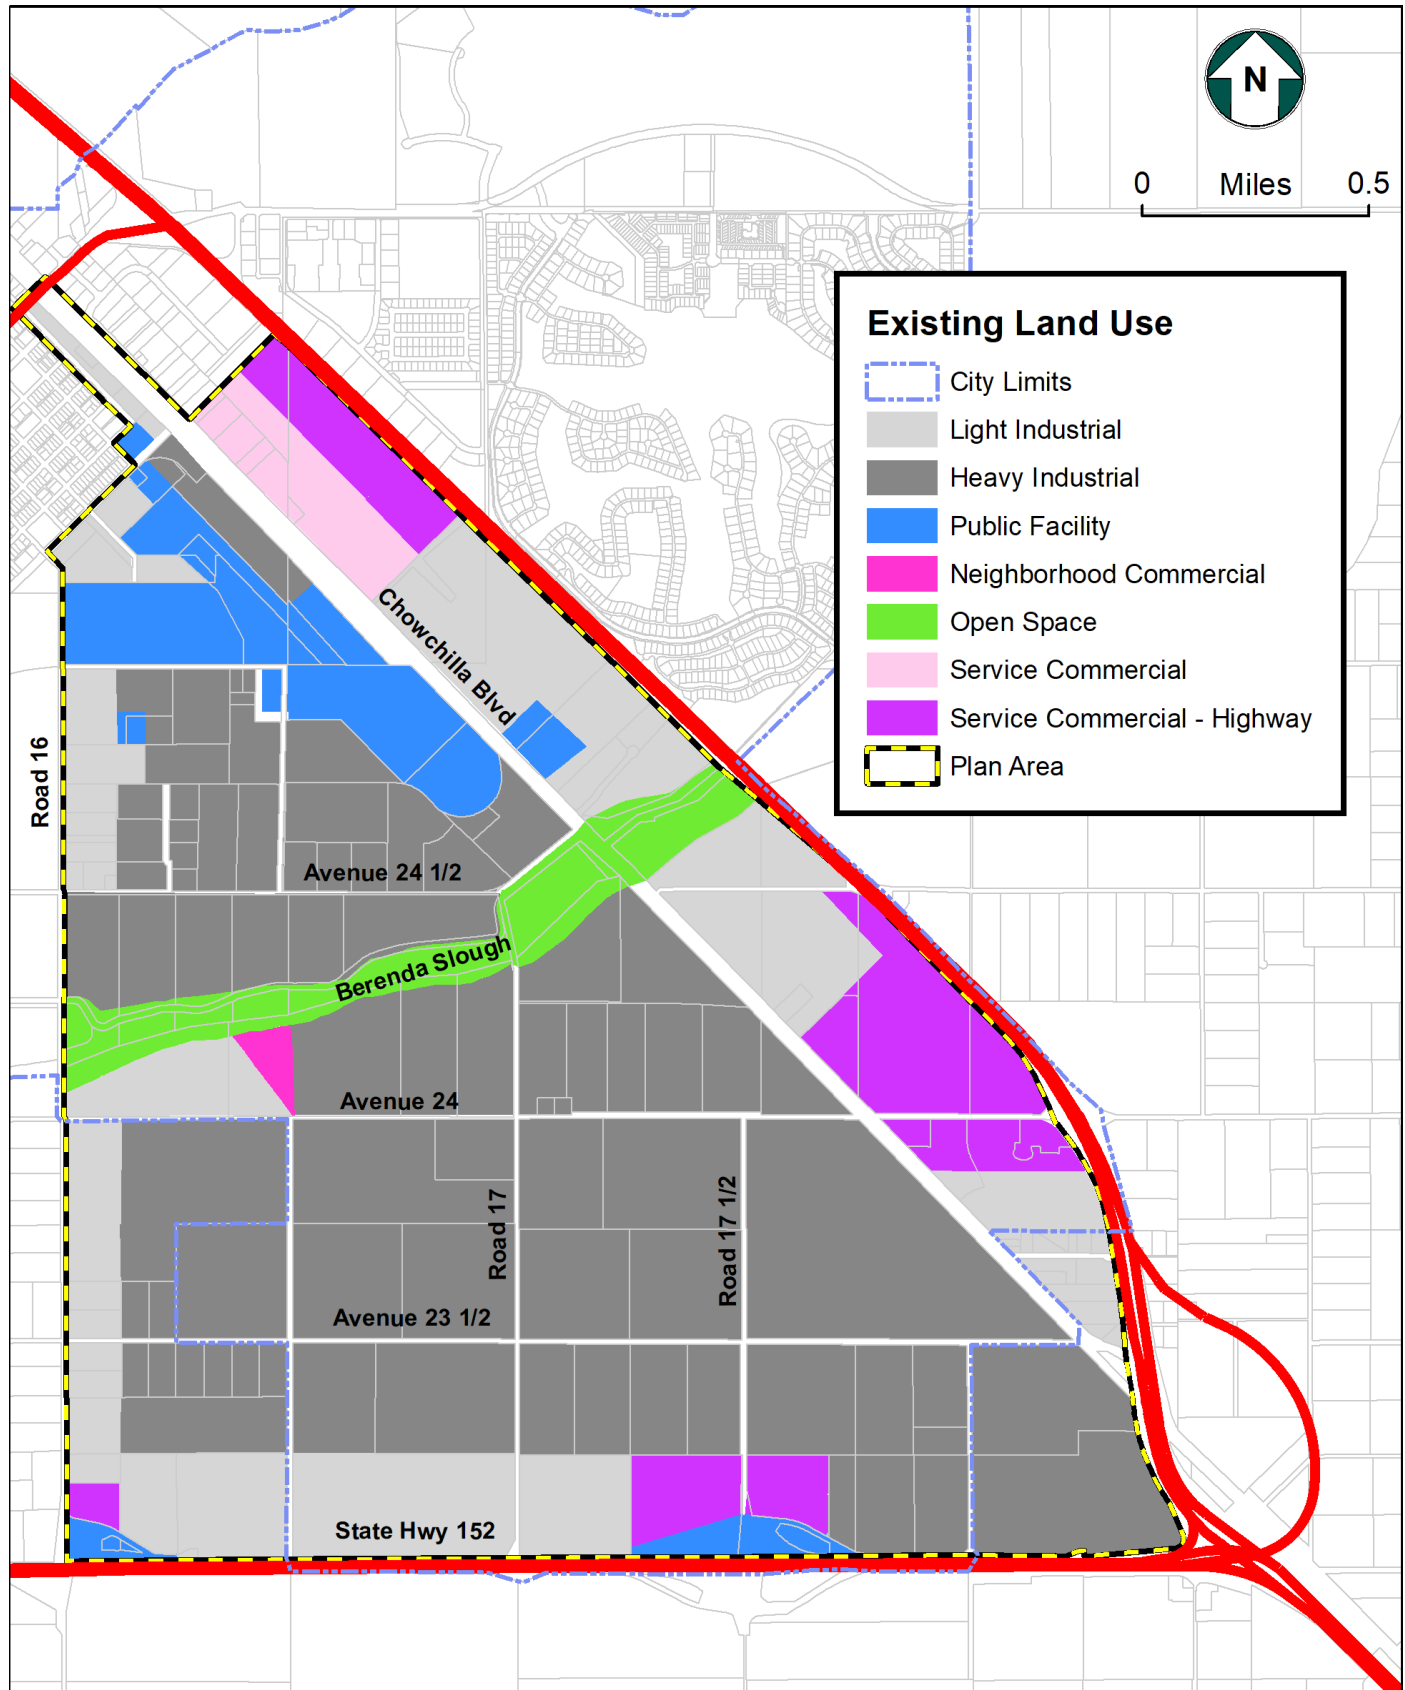 N
0 Miles 0.5
Existing Land Use
City Limits
Light Industrial
Heavy Industrial
Public Facility
Neighborhood Commercial
Open Space
Service Commercial
Service Commercial - Highway
Plan Area
Chowchilla Blvd
Road 16
Avenue 24 1/2
Berenda Slough
Avenue 24
Road 17
Road 17 1/2
Avenue 23 1/2
State Hwy 152